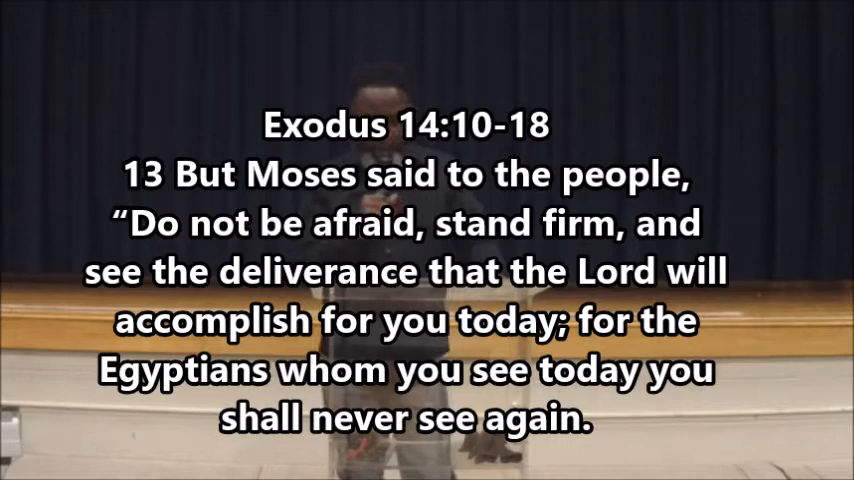 Exodus 14:10-18
13 But Moses said to the people,
“Do not be afraid, stand firm, and
see the deliverance that the Lord will
accomplish for you today; for the
Egyptians whom you see today you
shall never see again.